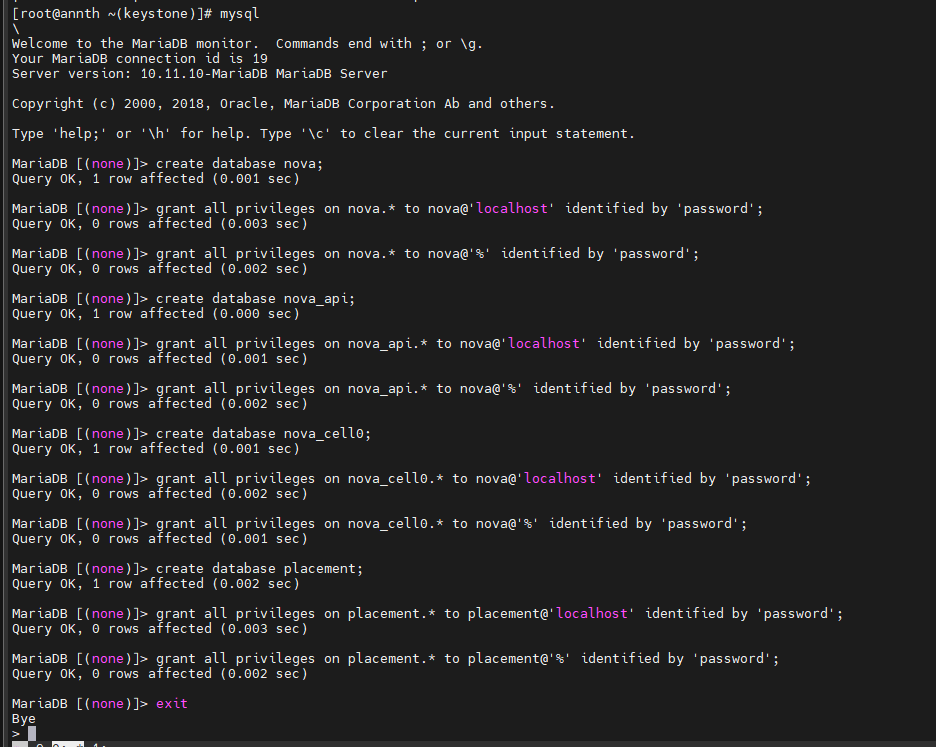 [root@annth ~(keystone)]# mysql
\
Welcome to the MariaDB monitor.  Commands end with ; or \g.
Your MariaDB connection id is 19
Server version: 10.11.10-MariaDB MariaDB Server
Copyright (c) 2000, 2018, Oracle, MariaDB Corporation Ab and others.
Type 'help;' or '\h' for help. Type '\c' to clear the current input statement.
MariaDB [(none)]> create database nova;
Query OK, 1 row affected (0.001 sec)
MariaDB [(none)]> grant all privileges on nova.* to nova@'localhost' identified by 'password';
Query OK, 0 rows affected (0.003 sec)
MariaDB [(none)]> grant all privileges on nova.* to nova@'%' identified by 'password';
Query OK, 0 rows affected (0.002 sec)
MariaDB [(none)]> create database nova_api;
Query OK, 1 row affected (0.000 sec)
MariaDB [(none)]> grant all privileges on nova_api.* to nova@'localhost' identified by 'password';
Query OK, 0 rows affected (0.001 sec)
MariaDB [(none)]> grant all privileges on nova_api.* to nova@'%' identified by 'password';
Query OK, 0 rows affected (0.002 sec)
MariaDB [(none)]> create database nova_cell0;
Query OK, 1 row affected (0.001 sec)
MariaDB [(none)]> grant all privileges on nova_cell0.* to nova@'localhost' identified by 'password';
Query OK, 0 rows affected (0.002 sec)
MariaDB [(none)]> grant all privileges on nova_cell0.* to nova@'%' identified by 'password';
Query OK, 0 rows affected (0.001 sec)
MariaDB [(none)]> create database placement;
Query OK, 1 row affected (0.002 sec)
MariaDB [(none)]> grant all privileges on placement.* to placement@'localhost' identified by 'password';
Query OK, 0 rows affected (0.003 sec)
MariaDB [(none)]> grant all privileges on placement.* to placement@'%' identified by 'password';
Query OK, 0 rows affected (0.002 sec)
MariaDB [(none)]> exit
Bye
>